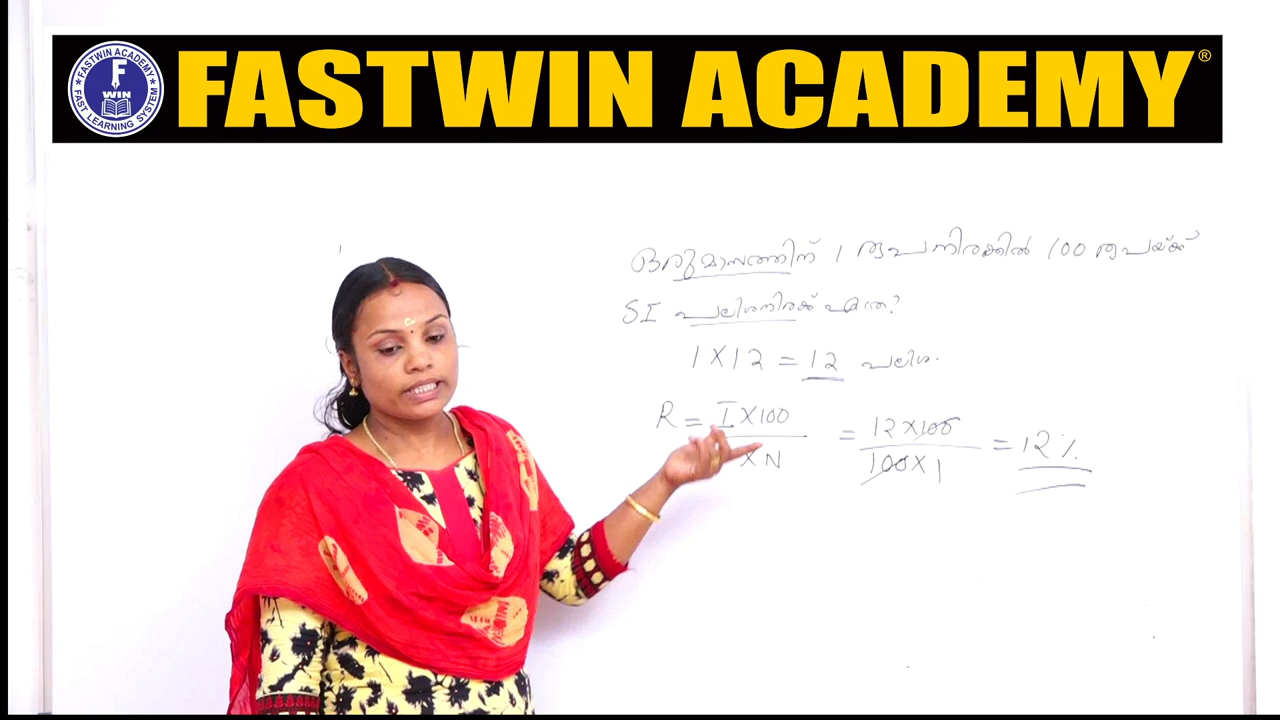 FASTWIN ACADEMY®
FASTWIN ACADEMY
F
WIN
FAST LEARNING SYSTEM
ഒരുമാസത്തിന് 1 രൂപ നിരക്കിൽ 100 രൂപയ്ക്ക്
SI പലിശനിരക്ക് എന്ത?
1 X 12 = 12 പലിശ.
R = I X 100 = 12 X 100 = 12%
X N 100 X 1